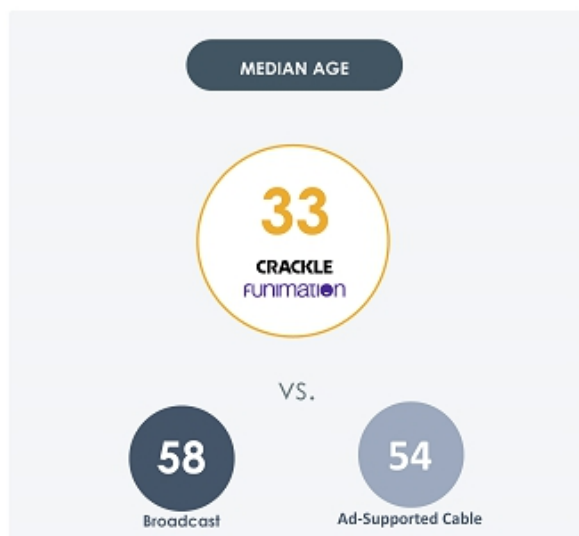 MEDIAN AGE
33
CRACKLE
Funimation
vs.
58
54
Broadcast
Ad-Supported Cable